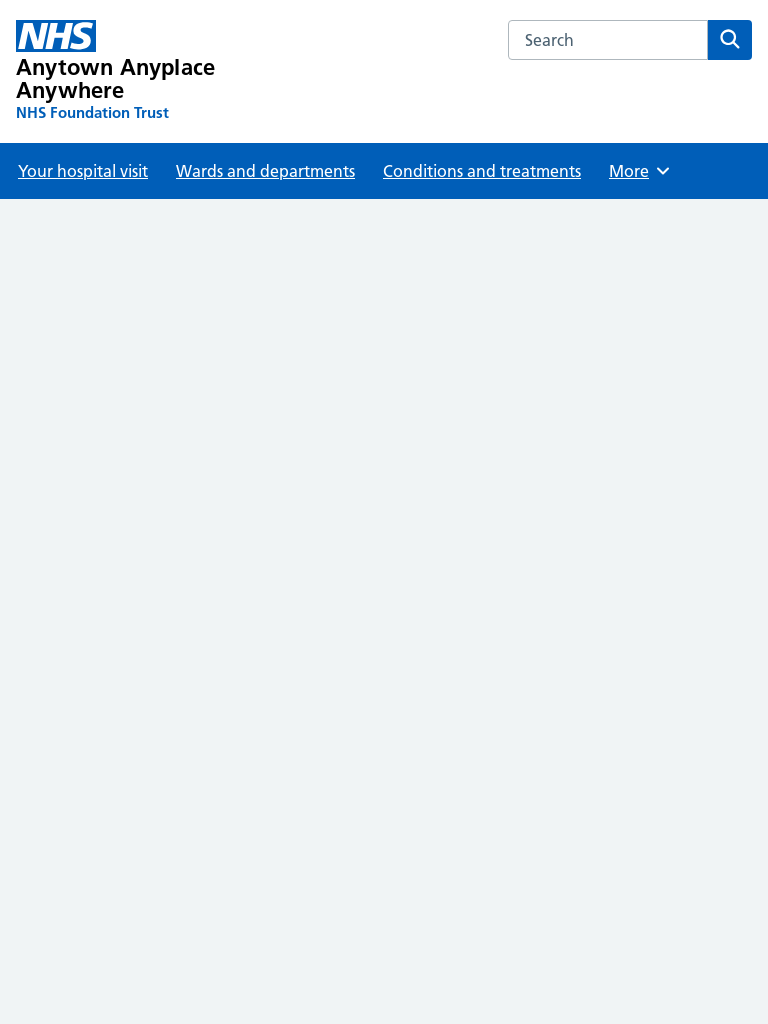 NHS
Anytown Anyplace
Anywhere
NHS Foundation Trust
Search
Your hospital visit
Wards and departments
Conditions and treatments
More